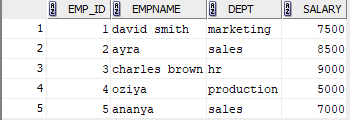 EMP_ID EMPNAME DEPT SALARY
1 1 david smith marketing 7500
2 2 ayra sales 8500
3 3 charles brown hr 9000
4 4 oziya production 5000
5 5 ananya sales 7000